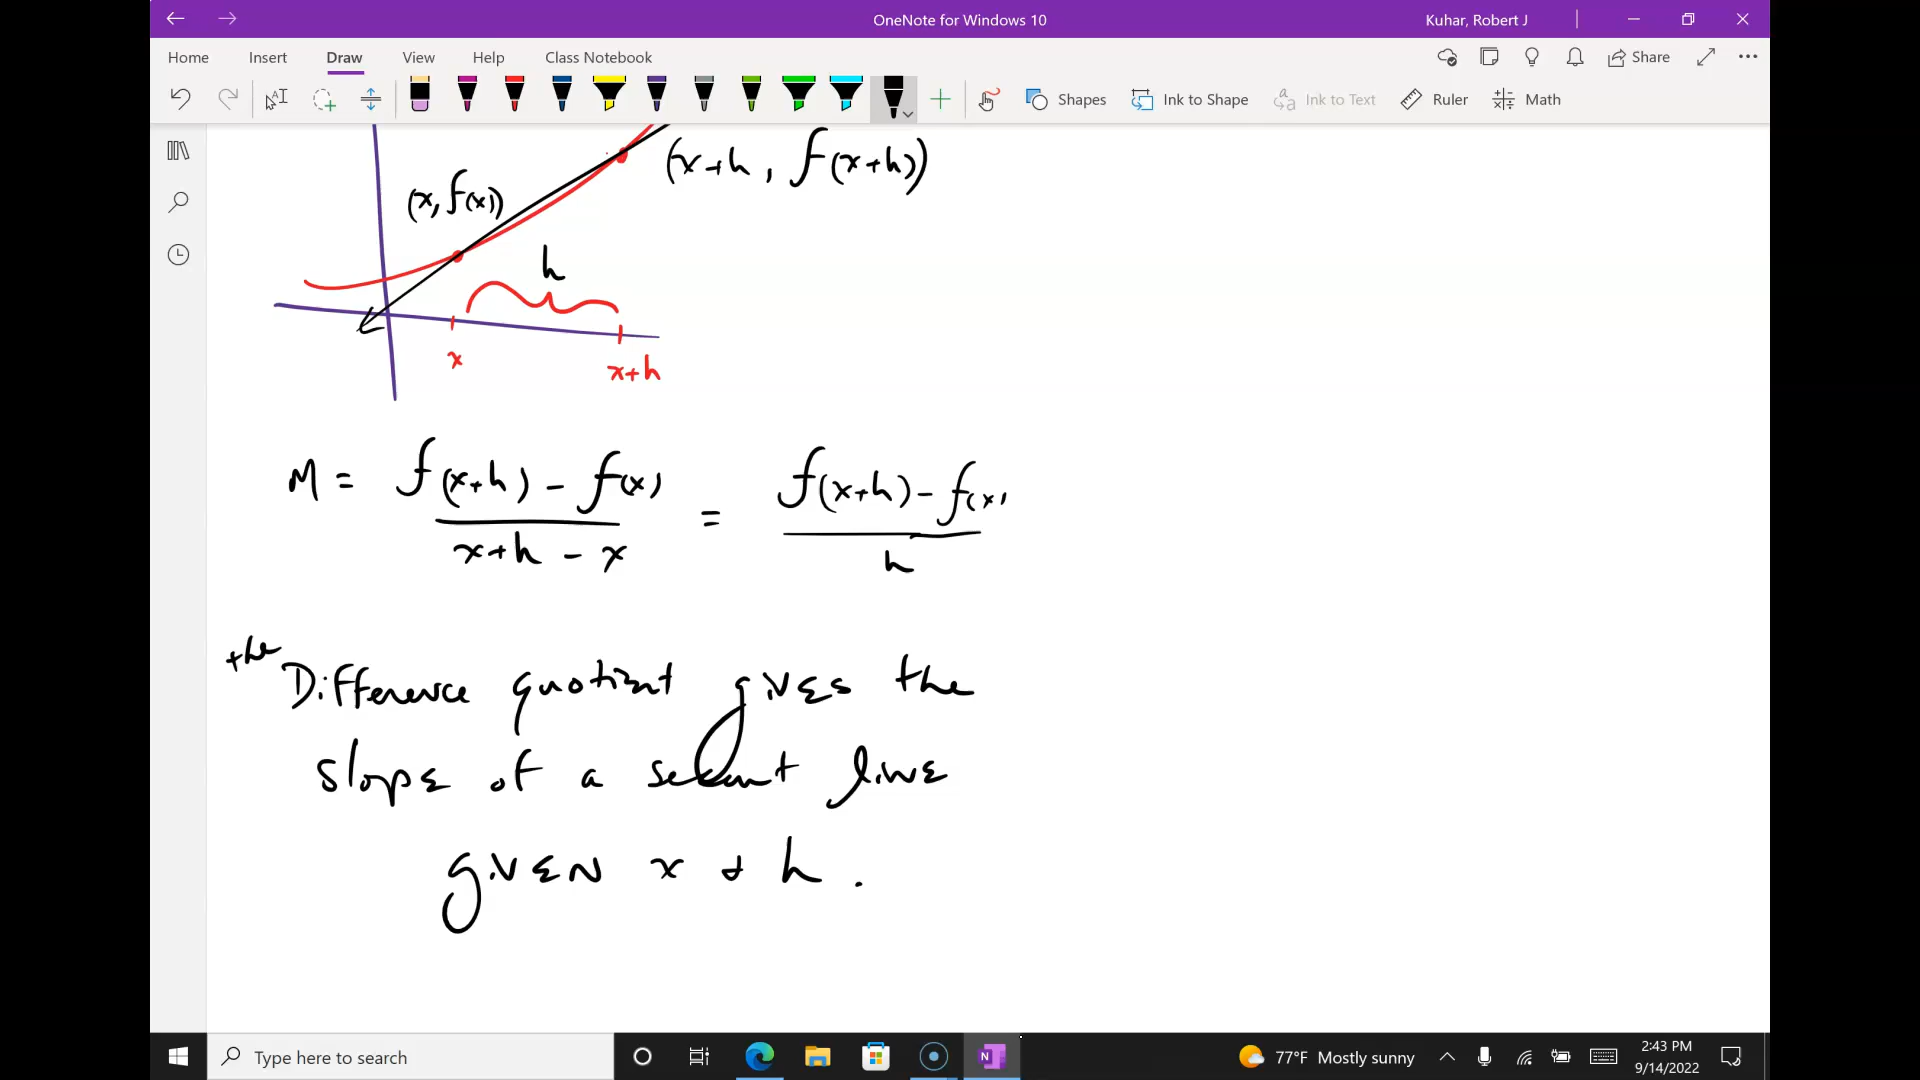 OneNote for Windows 10
Kuhar, Robert J
Home Insert Draw View Help Class Notebook
Share
Shapes Ink to Shape Ink to Text Ruler Math
(x, f(x))
(x+h, f(x+h))
h
x
x+h
M = f(x+h) - f(x) / x+h - x = f(x+h) - f(x) / h
the
Difference quotient gives the
slope of a secant line
given x + h.
Type here to search
77°F Mostly sunny
2:43 PM
9/14/2022